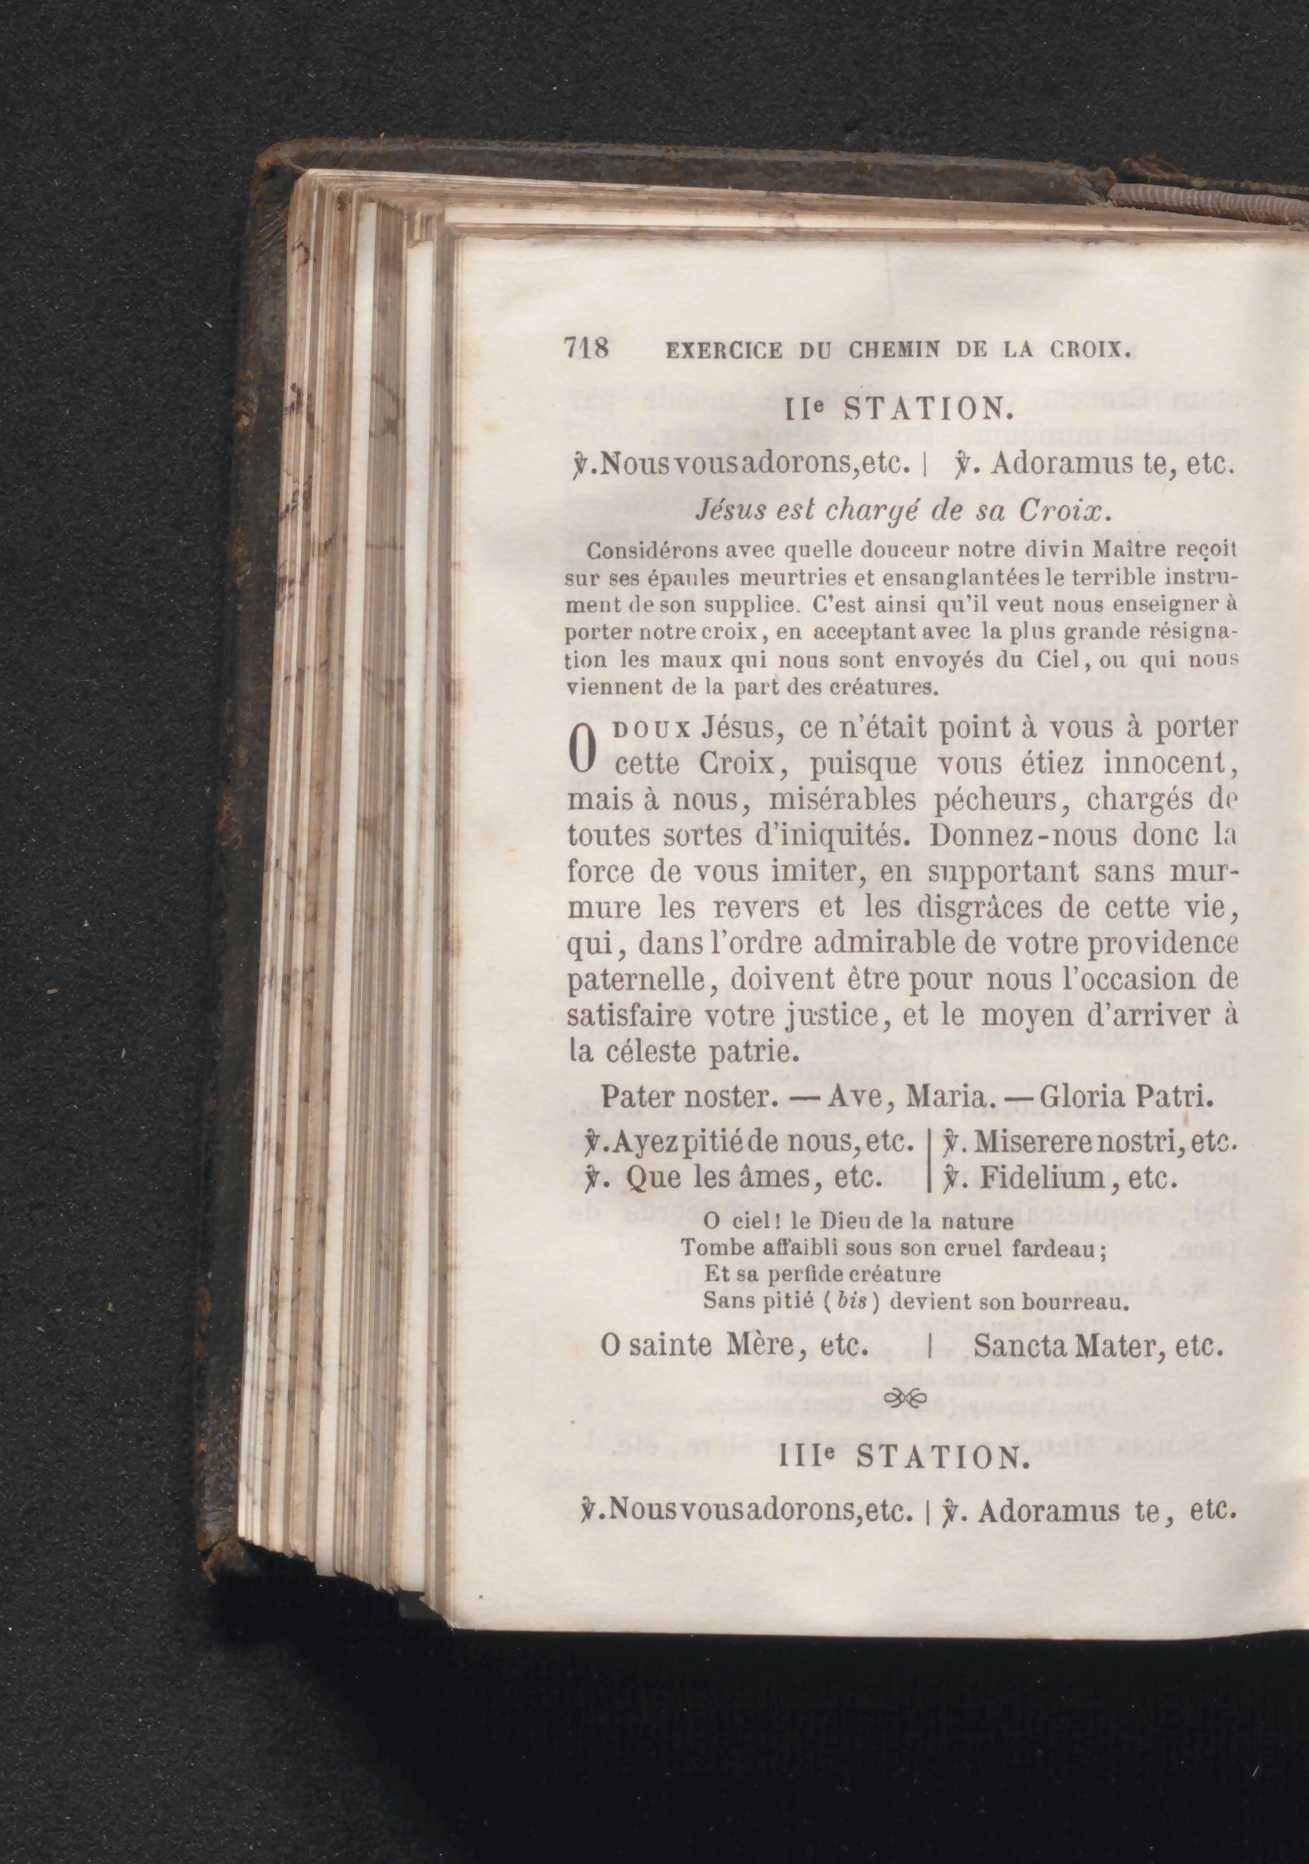 718 EXERCICE DU CHEMIN DE LA CROIX.
IIe STATION.
℣. Nous vous adorons, etc. | ℣. Adoramus te, etc.
Jésus est chargé de sa Croix.
Considérons avec quelle douceur notre divin Maître reçoit
sur ses épaules meurtries et ensanglantées le terrible instru-
ment de son supplice. C'est ainsi qu'il veut nous enseigner à
porter notre croix, en acceptant avec la plus grande résigna-
tion les maux qui nous sont envoyés du Ciel, ou qui nous
viennent de la part des créatures.
O DOUX Jésus, ce n'était point à vous à porter
cette Croix, puisque vous étiez innocent,
mais à nous, misérables pécheurs, chargés de
toutes sortes d'iniquités. Donnez-nous donc la
force de vous imiter, en supportant sans mur-
mure les revers et les disgrâces de cette vie,
qui, dans l'ordre admirable de votre providence
paternelle, doivent être pour nous l'occasion de
satisfaire votre justice, et le moyen d'arriver à
la céleste patrie.
Pater noster. — Ave, Maria. — Gloria Patri.
℣. Ayez pitié de nous, etc. | ℣. Miserere nostri, etc.
℣. Que les âmes, etc. | ℣. Fidelium, etc.
O ciel! le Dieu de la nature
Tombe affaibli sous son cruel fardeau;
Et sa perfide créature
Sans pitié (bis) devient son bourreau.
O sainte Mère, etc. | Sancta Mater, etc.
IIIe STATION.
℣. Nous vous adorons, etc. | ℣. Adoramus te, etc.